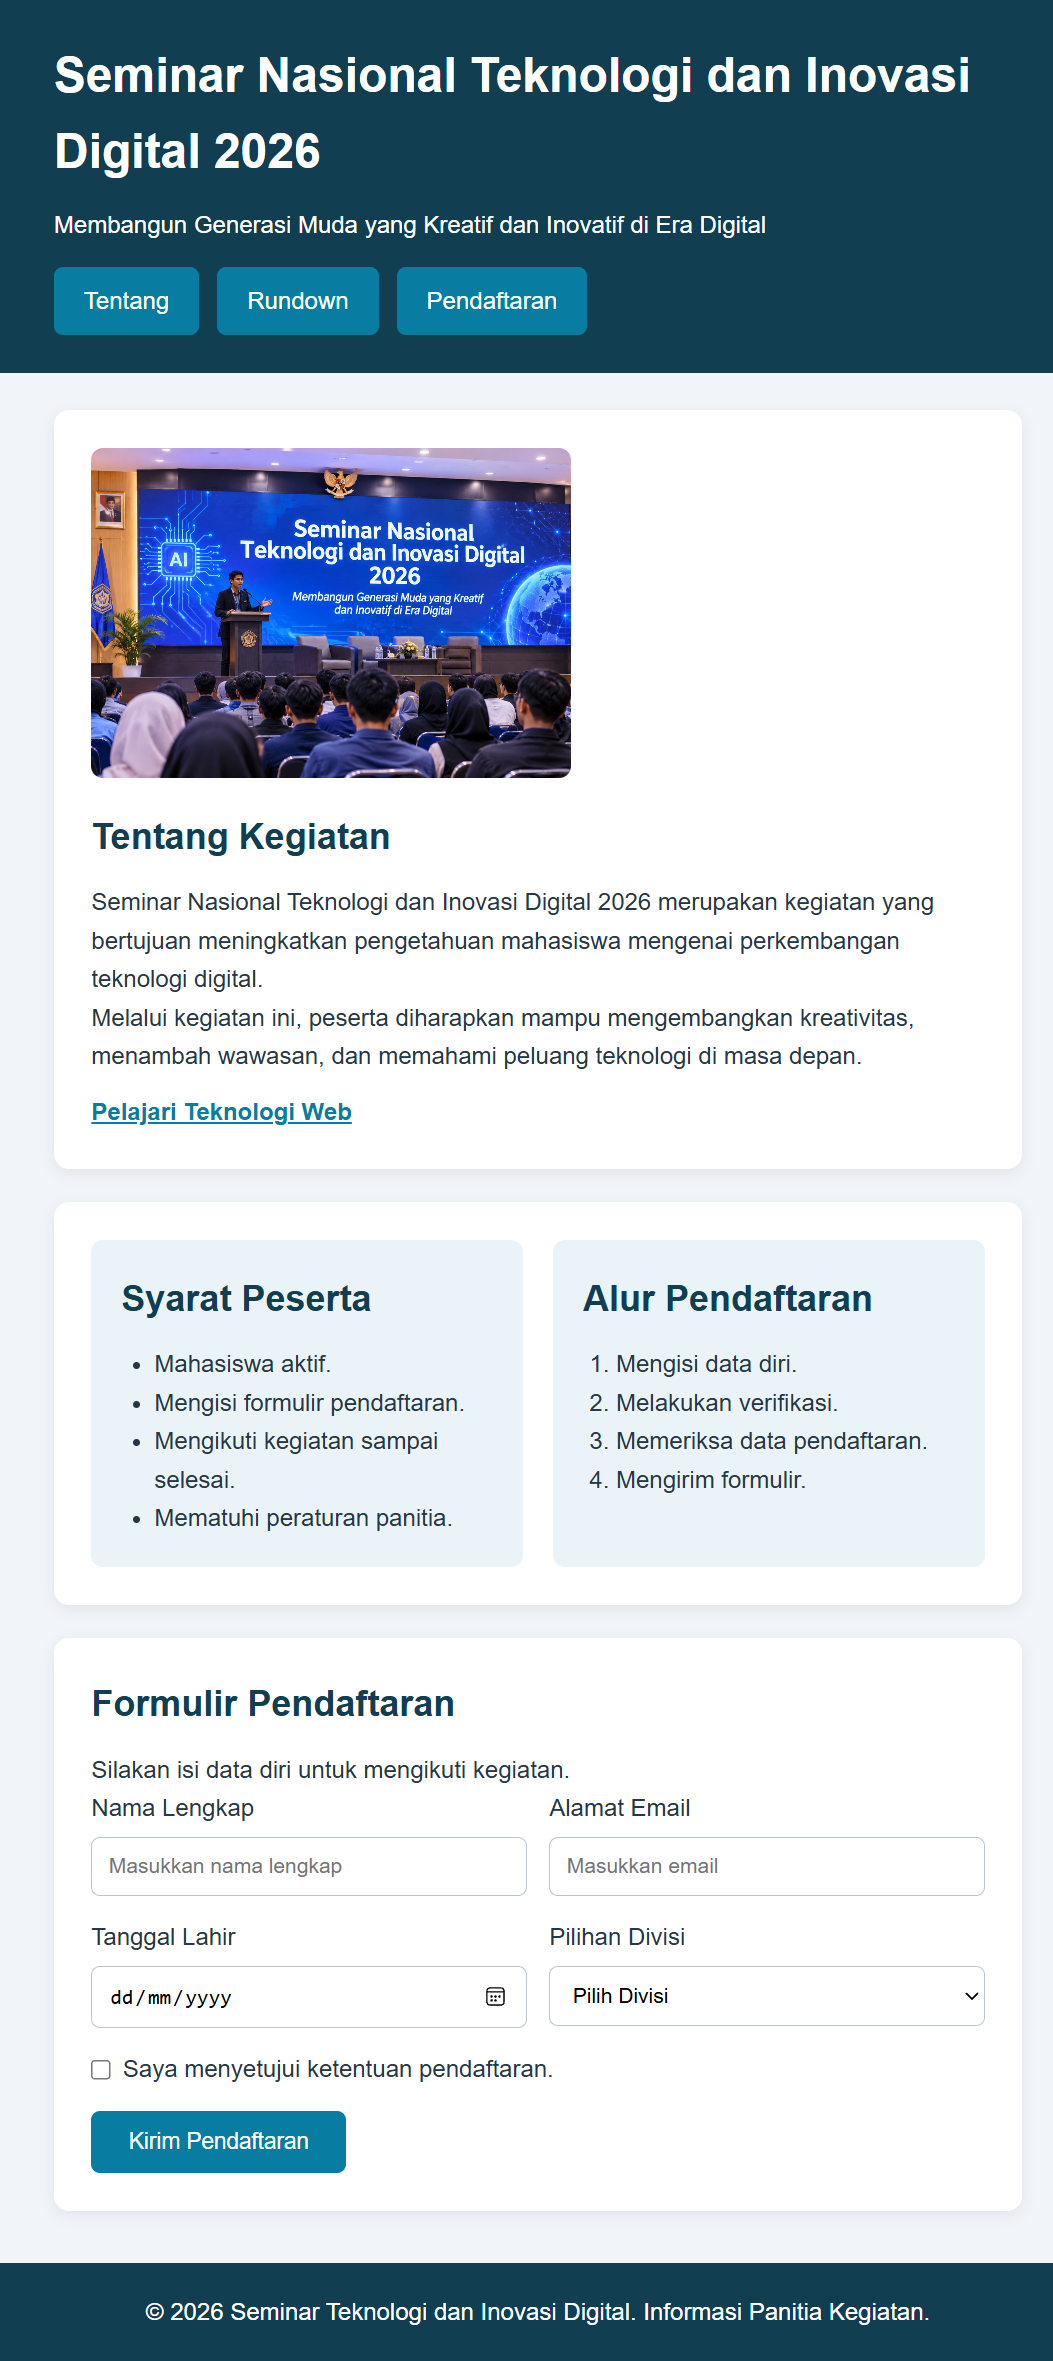 Seminar Nasional Teknologi dan Inovasi
Digital 2026
Membangun Generasi Muda yang Kreatif dan Inovatif di Era Digital
Tentang
Rundown
Pendaftaran
Seminar Nasional
Teknologi dan Inovasi Digital
2026
Membangun Generasi Muda yang Kreatif
dan Inovatif di Era Digital
AI
Tentang Kegiatan
Seminar Nasional Teknologi dan Inovasi Digital 2026 merupakan kegiatan yang
bertujuan meningkatkan pengetahuan mahasiswa mengenai perkembangan
teknologi digital.
Melalui kegiatan ini, peserta diharapkan mampu mengembangkan kreativitas,
menambah wawasan, dan memahami peluang teknologi di masa depan.
Pelajari Teknologi Web
Syarat Peserta
• Mahasiswa aktif.
• Mengisi formulir pendaftaran.
• Mengikuti kegiatan sampai
selesai.
• Mematuhi peraturan panitia.
Alur Pendaftaran
1. Mengisi data diri.
2. Melakukan verifikasi.
3. Memeriksa data pendaftaran.
4. Mengirim formulir.
Formulir Pendaftaran
Silakan isi data diri untuk mengikuti kegiatan.
Nama Lengkap
Masukkan nama lengkap
Alamat Email
Masukkan email
Tanggal Lahir
dd/mm/yyyy
Pilihan Divisi
Pilih Divisi
Saya menyetujui ketentuan pendaftaran.
Kirim Pendaftaran
© 2026 Seminar Teknologi dan Inovasi Digital. Informasi Panitia Kegiatan.